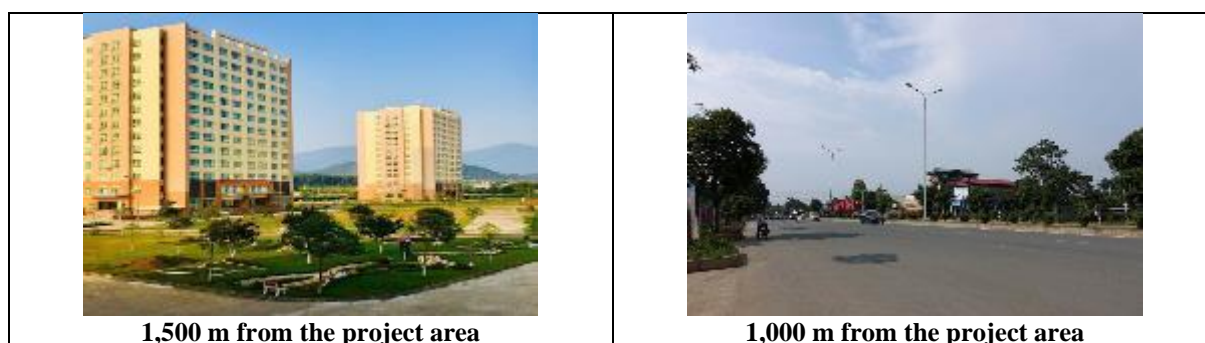 1,500 m from the project area
1,000 m from the project area